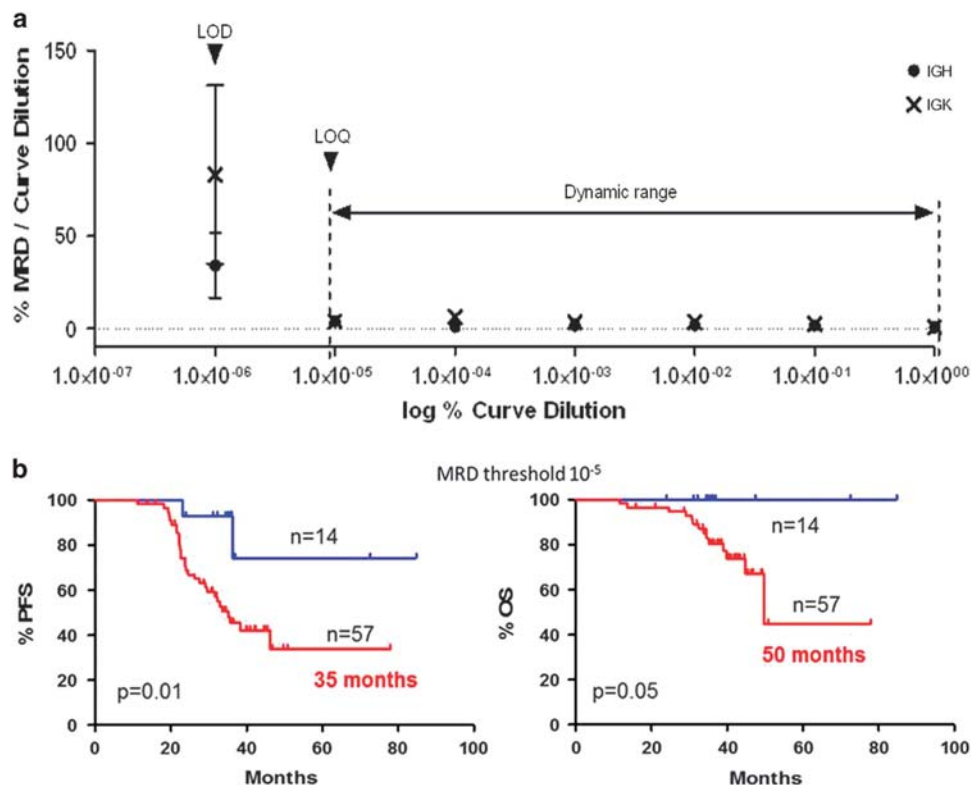 a
LOD
LOQ
IGH
IGK
Dynamic range
% MRD / Curve Dilution
150
100
50
0
1.0x10-07 1.0x10-06 1.0x10-05 1.0x10-04 1.0x10-03 1.0x10-02 1.0x10-01 1.0x1000
log % Curve Dilution
b
MRD threshold 10-5
% PFS
100
80
60
40
20
0
n=14
n=57
35 months
p=0.01
0 20 40 60 80 100
Months
% OS
100
80
60
40
20
0
n=14
n=57
50 months
p=0.05
0 20 40 60 80 100
Months